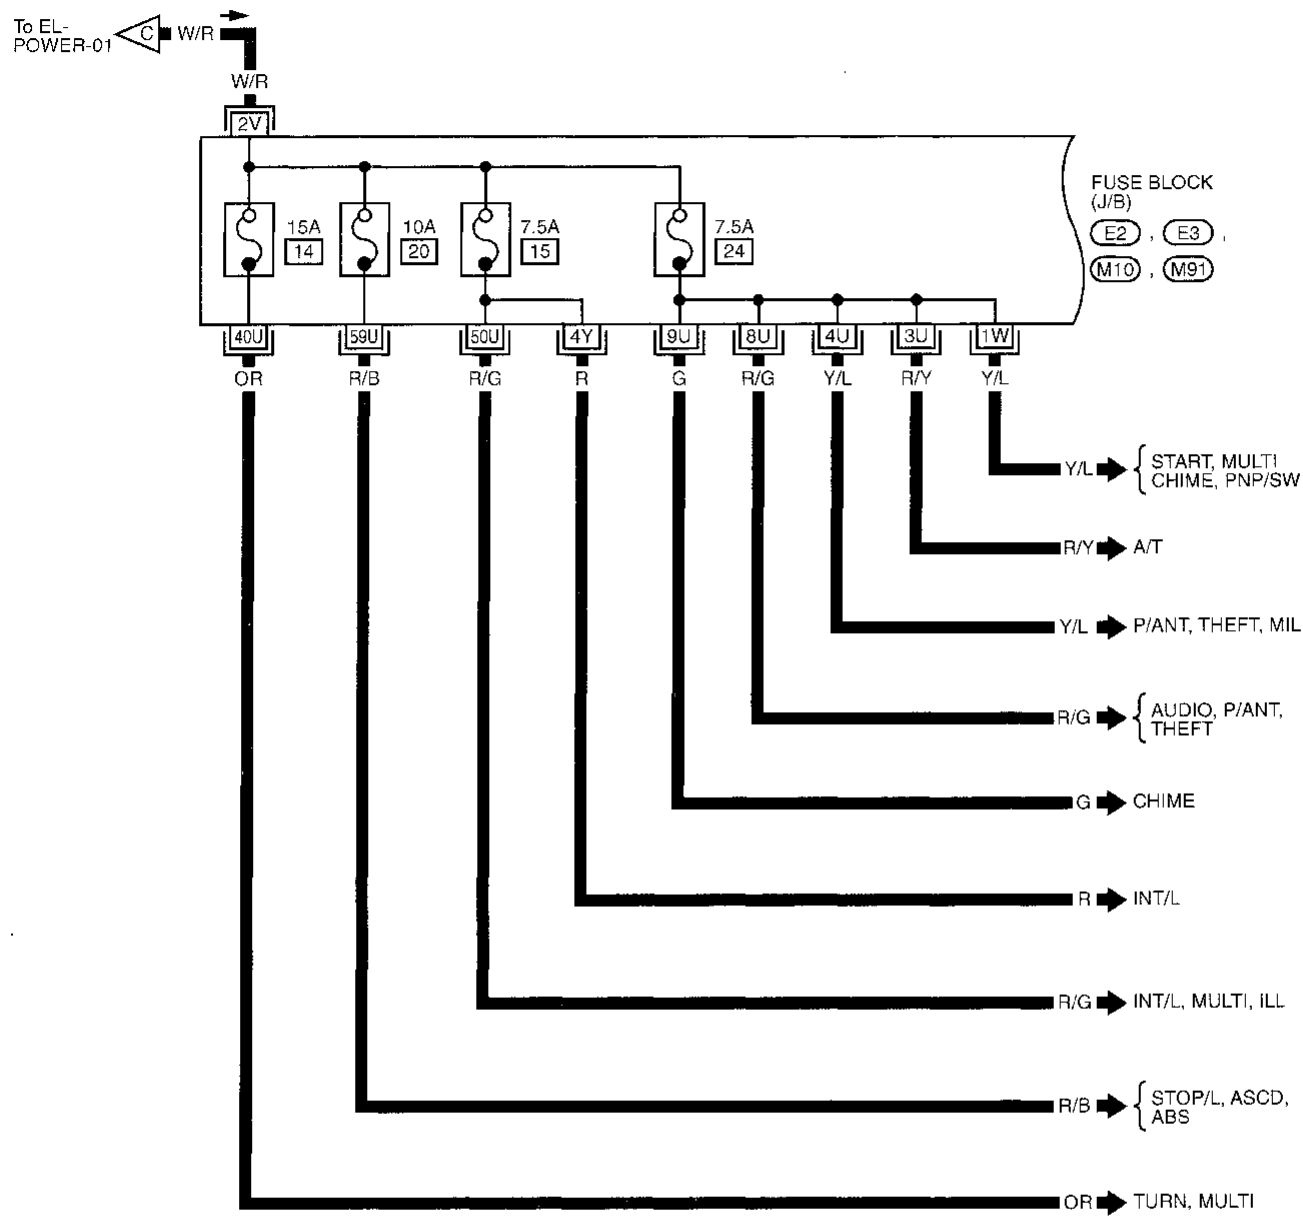 To EL-
POWER-01
C
W/R
W/R
2V
FUSE BLOCK
(J/B)
E2 , E3 ,
M10 , M91
15A
14
10A
20
7.5A
15
7.5A
24
40U
59U
50U
4Y
9U
8U
4U
3U
1W
OR
R/B
R/G
R
G
R/G
Y/L
R/Y
Y/L
Y/L START, MULTI
CHIME, PNP/SW
R/Y A/T
Y/L P/ANT, THEFT, MIL
R/G AUDIO, P/ANT,
THEFT
G CHIME
R INT/L
R/G INT/L, MULTI, ILL
R/B STOP/L, ASCD,
ABS
OR TURN, MULTI